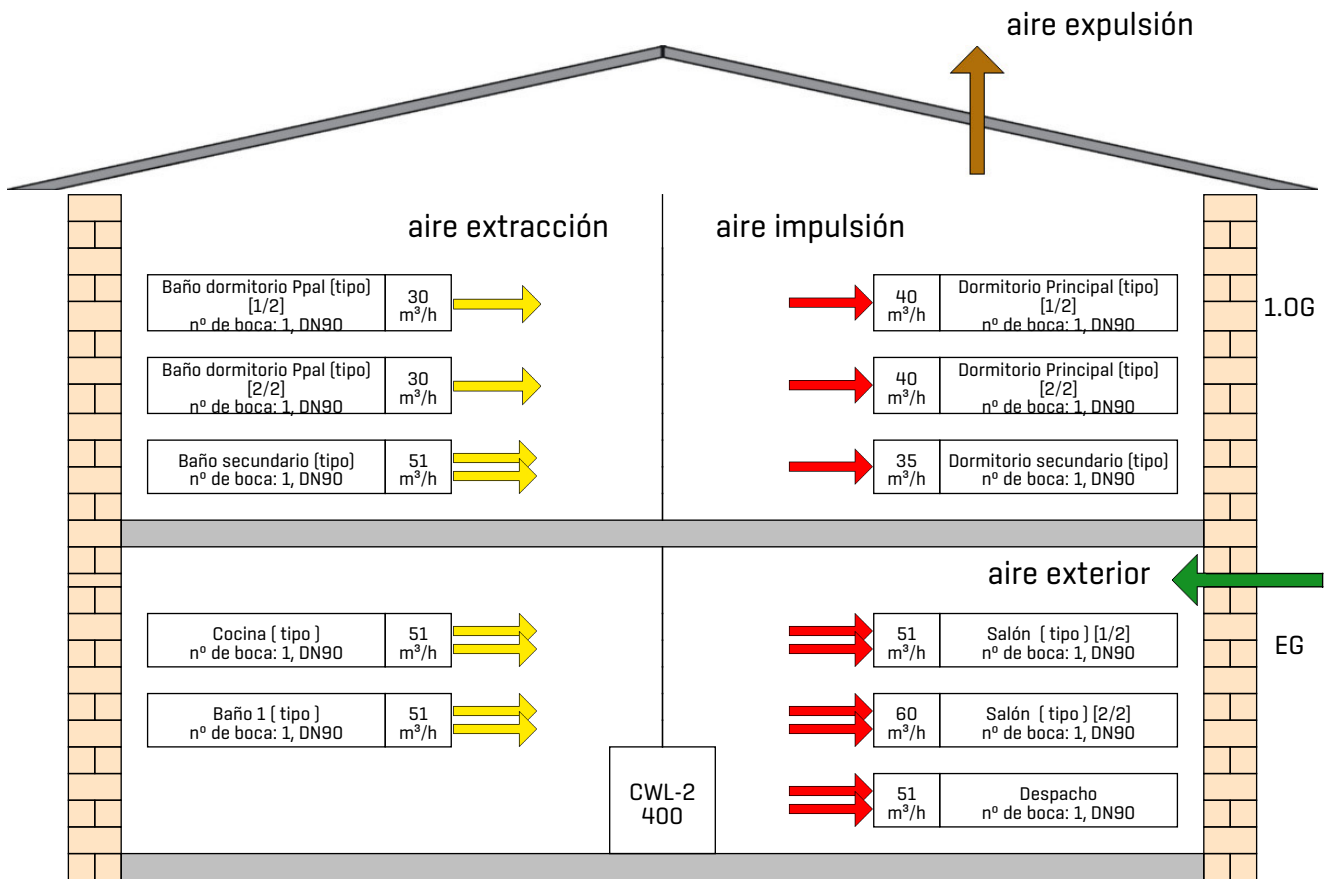 aire expulsión
aire extracción
aire impulsión
Baño dormitorio Ppal (tipo)
[1/2]
nº de boca: 1, DN90
30
m³/h
40
m³/h
Dormitorio Principal (tipo)
[1/2]
nº de boca: 1, DN90
1.OG
Baño dormitorio Ppal (tipo)
[2/2]
nº de boca: 1, DN90
30
m³/h
40
m³/h
Dormitorio Principal (tipo)
[2/2]
nº de boca: 1, DN90
Baño secundario (tipo)
nº de boca: 1, DN90
51
m³/h
35
m³/h
Dormitorio secundario (tipo)
nº de boca: 1, DN90
aire exterior
Cocina ( tipo )
nº de boca: 1, DN90
51
m³/h
51
m³/h
Salón ( tipo ) [1/2]
nº de boca: 1, DN90
EG
Baño 1 ( tipo )
nº de boca: 1, DN90
51
m³/h
60
m³/h
Salón ( tipo ) [2/2]
nº de boca: 1, DN90
CWL-2
400
51
m³/h
Despacho
nº de boca: 1, DN90